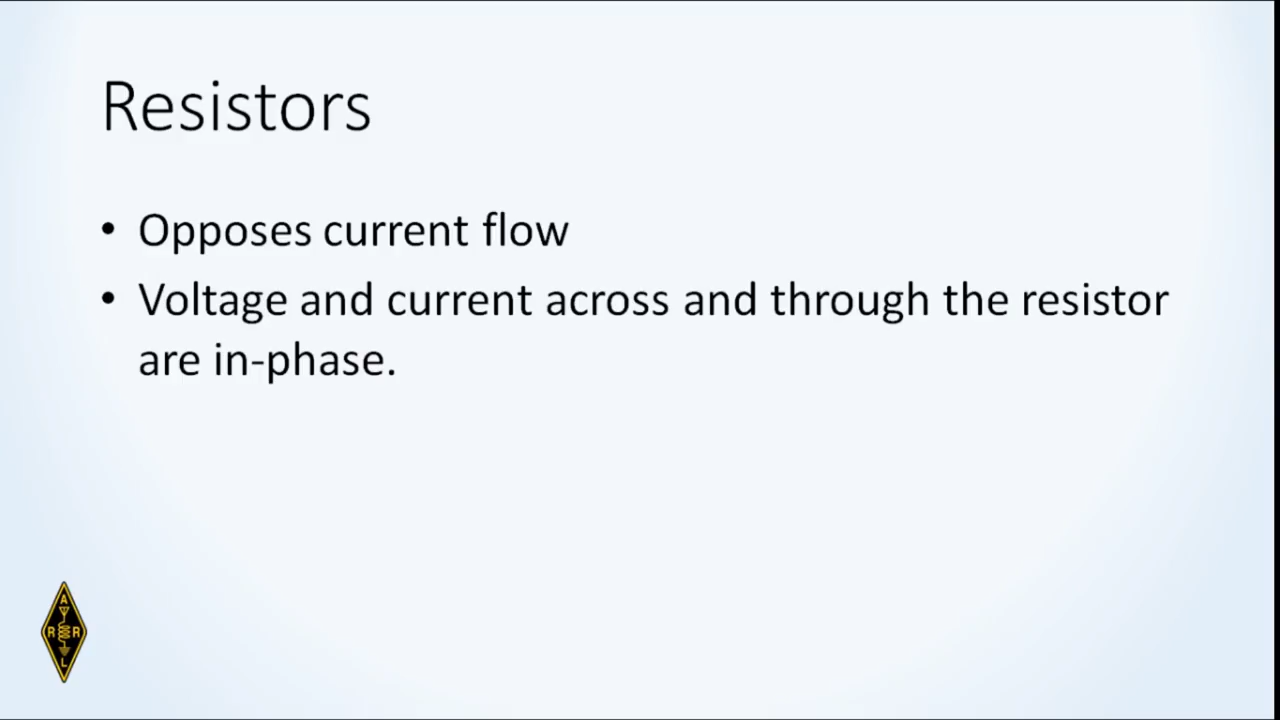 Resistors
• Opposes current flow
• Voltage and current across and through the resistor
are in-phase.
A
R R
L